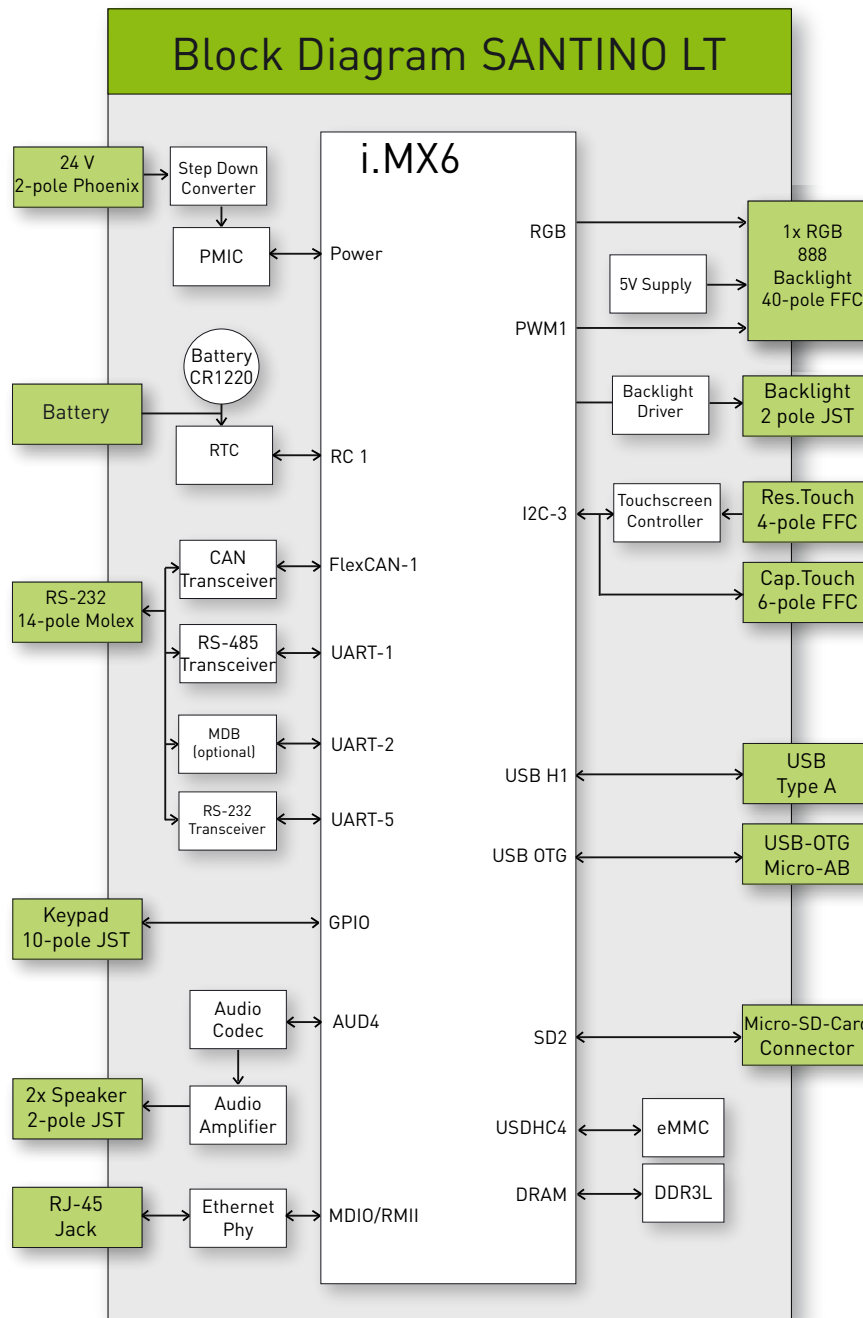 Block Diagram SANTINO LT
i.MX6
24 V
2-pole Phoenix
Step Down
Converter
PMIC
Power
Battery
CR1220
Battery
RTC
RC 1
RS-232
14-pole Molex
CAN
Transceiver
FlexCAN-1
RS-485
Transceiver
UART-1
MDB
(optional)
UART-2
RS-232
Transceiver
UART-5
Keypad
10-pole JST
GPIO
Audio
Codec
AUD4
2x Speaker
2-pole JST
Audio
Amplifier
RJ-45
Jack
Ethernet
Phy
MDIO/RMII
RGB
5V Supply
PWM1
1x RGB
888
Backlight
40-pole FFC
Backlight
Driver
Backlight
2 pole JST
I2C-3
Touchscreen
Controller
Res.Touch
4-pole FFC
Cap.Touch
6-pole FFC
USB H1
USB
Type A
USB OTG
USB-OTG
Micro-AB
SD2
Micro-SD-Card
Connector
USDHC4
eMMC
DRAM
DDR3L